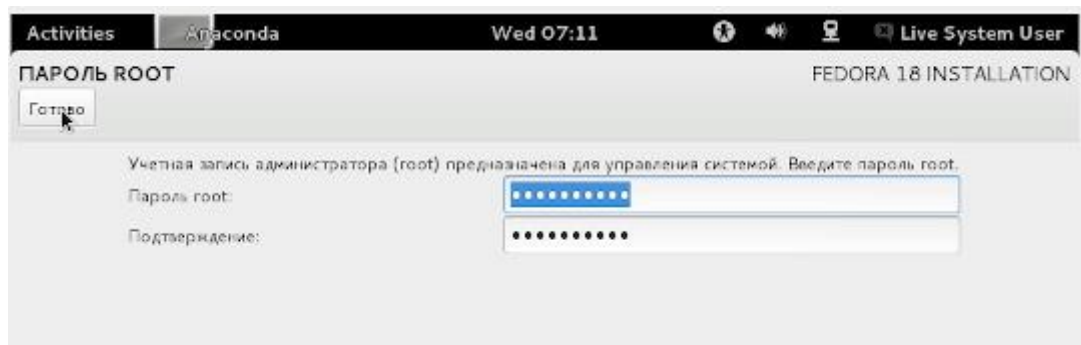 Activities Anaconda Wed 07:11 Live System User
ПАРОЛЬ ROOT FEDORA 18 INSTALLATION
Готово
Учетная запись администратора (root) предназначена для управления системой. Введите пароль root.
Пароль root: ••••••••••
Подтверждение: ••••••••••